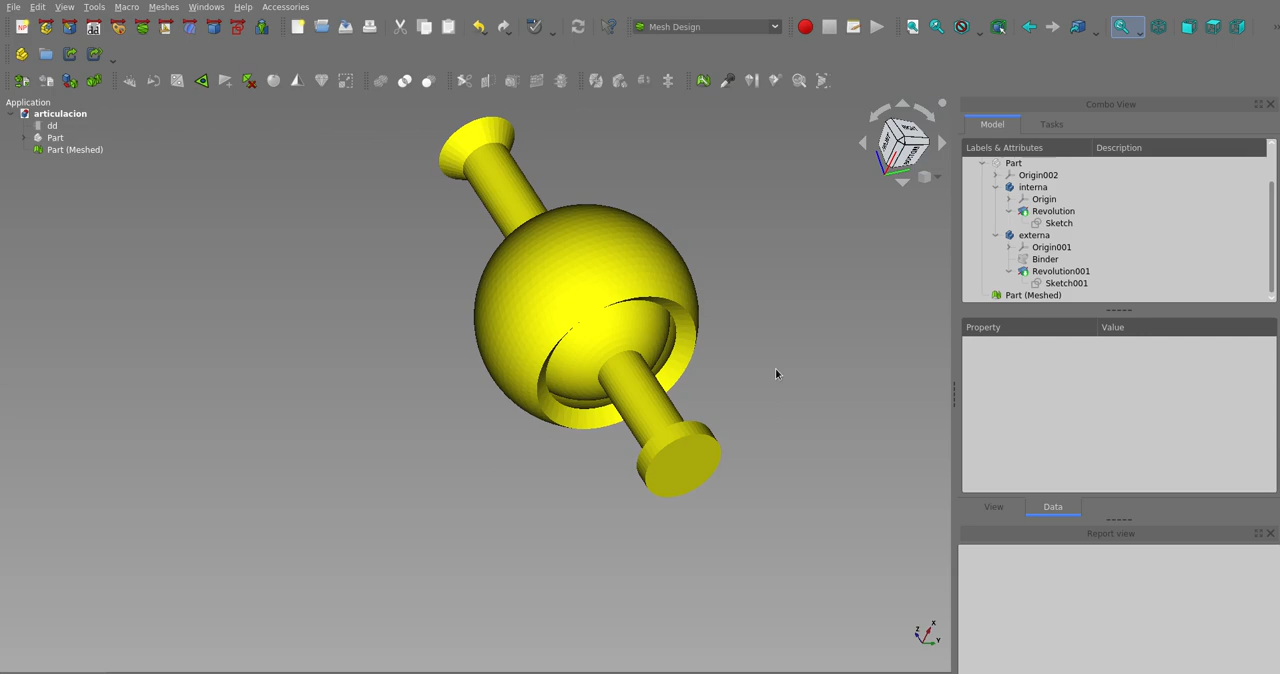 File Edit View Tools Macro Meshes Windows Help Accessories
Mesh Design
Application
articulacion
dd
Part
Part (Meshed)
Combo View
Model Tasks
Labels & Attributes Description
Part
Origin002
interna
Origin
Revolution
Sketch
externa
Origin001
Binder
Revolution001
Sketch001
Part (Meshed)
Property Value
View Data
Report view
RIGHT
X
Y
Z